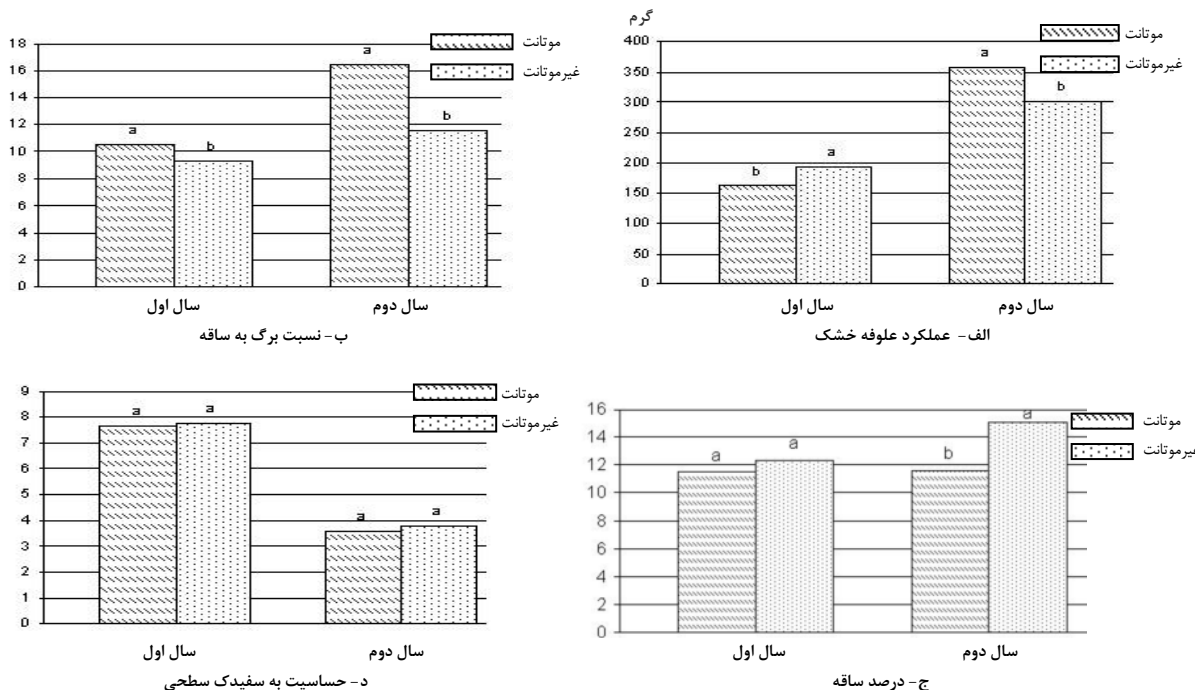 گرم
400
350
300
250
200
150
100
50
0
موتانت
غیرموتانت
b
a
a
b
سال اول
سال دوم
الف- عملکرد علوفه خشک
18
16
14
12
10
8
6
4
2
0
موتانت
غیرموتانت
a
b
a
b
سال اول
سال دوم
ب- نسبت برگ به ساقه
16
14
12
10
8
6
4
2
0
موتانت
غیرموتانت
a
a
b
a
سال اول
سال دوم
ج- درصد ساقه
9
8
7
6
5
4
3
2
1
0
موتانت
غیرموتانت
a
a
a
a
سال اول
سال دوم
د- حساسیت به سفیدک سطحی